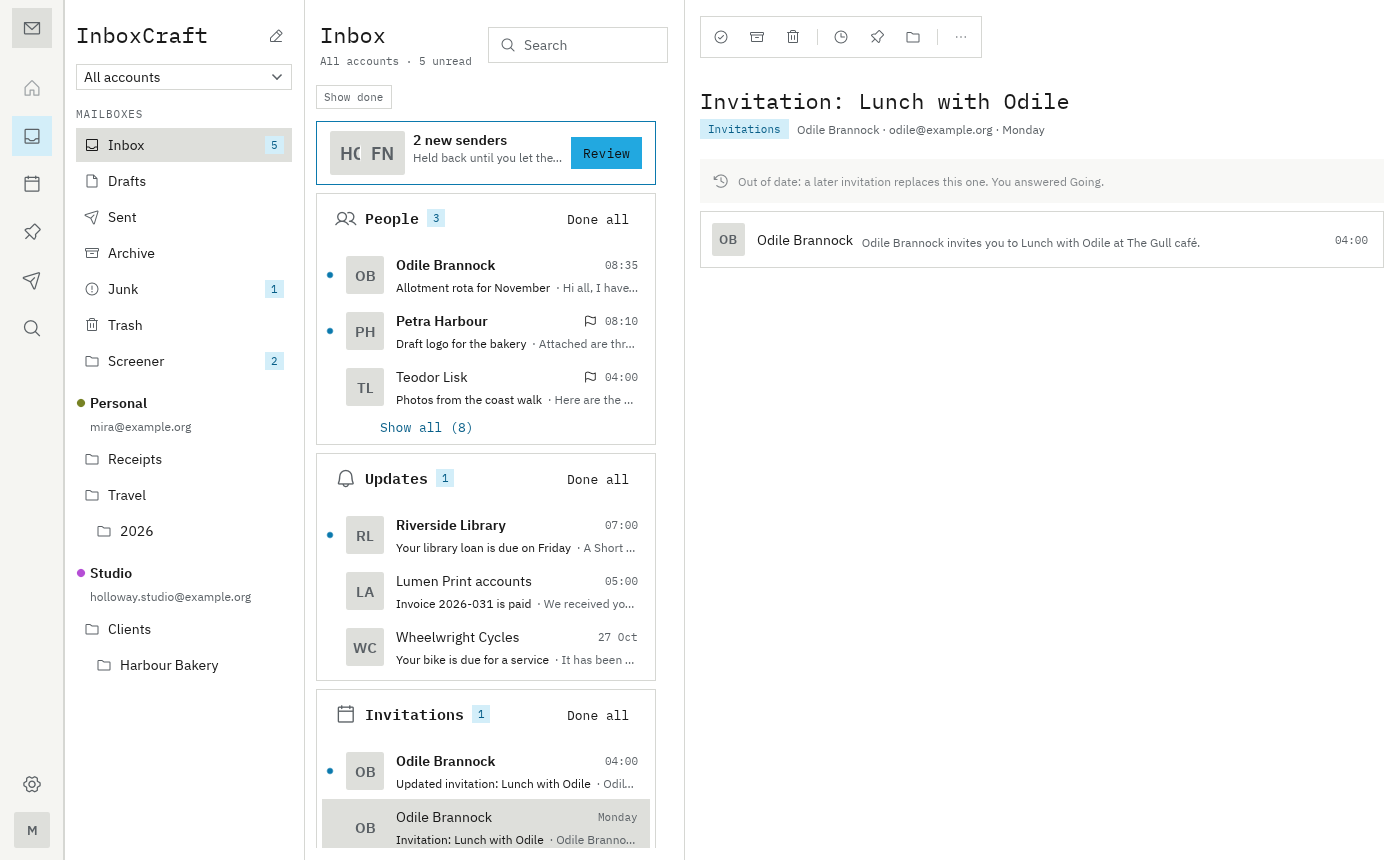 InboxCraft
All accounts
MAILBOXES
Inbox 5
Drafts
Sent
Archive
Junk 1
Trash
Screener 2
Personal
mira@example.org
Receipts
Travel
2026
Studio
holloway.studio@example.org
Clients
Harbour Bakery
M
Inbox
All accounts · 5 unread
Search
Show done
HC FN
2 new senders
Held back until you let the…
Review
People 3 Done all
OB Odile Brannock 08:35
Allotment rota for November · Hi all, I have…
PH Petra Harbour 08:10
Draft logo for the bakery · Attached are thr…
TL Teodor Lisk 04:00
Photos from the coast walk · Here are the …
Show all (8)
Updates 1 Done all
RL Riverside Library 07:00
Your library loan is due on Friday · A Short …
LA Lumen Print accounts 05:00
Invoice 2026-031 is paid · We received yo…
WC Wheelwright Cycles 27 Oct
Your bike is due for a service · It has been …
Invitations 1 Done all
OB Odile Brannock 04:00
Updated invitation: Lunch with Odile · Odil…
OB Odile Brannock Monday
Invitation: Lunch with Odile · Odile Branno…
Invitation: Lunch with Odile
Invitations Odile Brannock · odile@example.org · Monday
Out of date: a later invitation replaces this one. You answered Going.
OB Odile Brannock Odile Brannock invites you to Lunch with Odile at The Gull café. 04:00